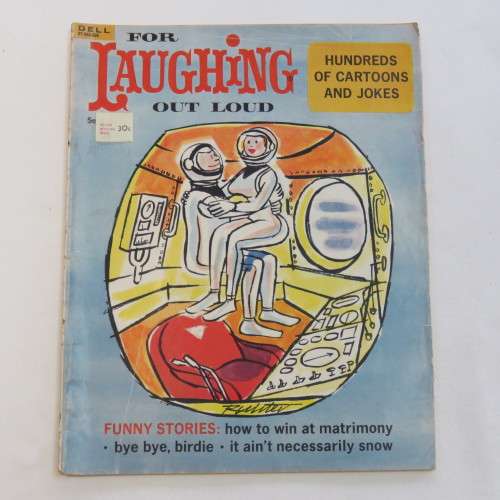 DELL
FOR
LAUGHiNG
OUT LOUD
HUNDREDS
OF CARTOONS
AND JOKES
30c
FUNNY STORIES: how to win at matrimony
• bye bye, birdie • it ain't necessarily snow